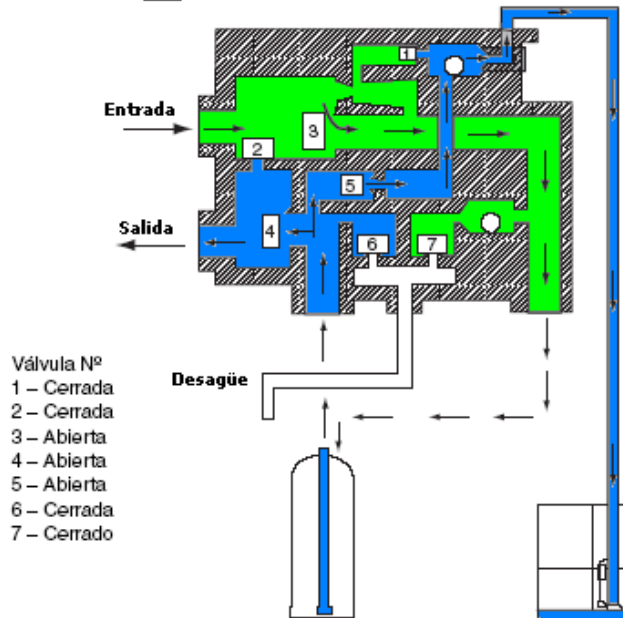 1
Entrada
3
2
5
Salida
4
6
7
Desagüe
Válvula Nº
1 – Cerrada
2 – Cerrada
3 – Abierta
4 – Abierta
5 – Abierta
6 – Cerrada
7 – Cerrado